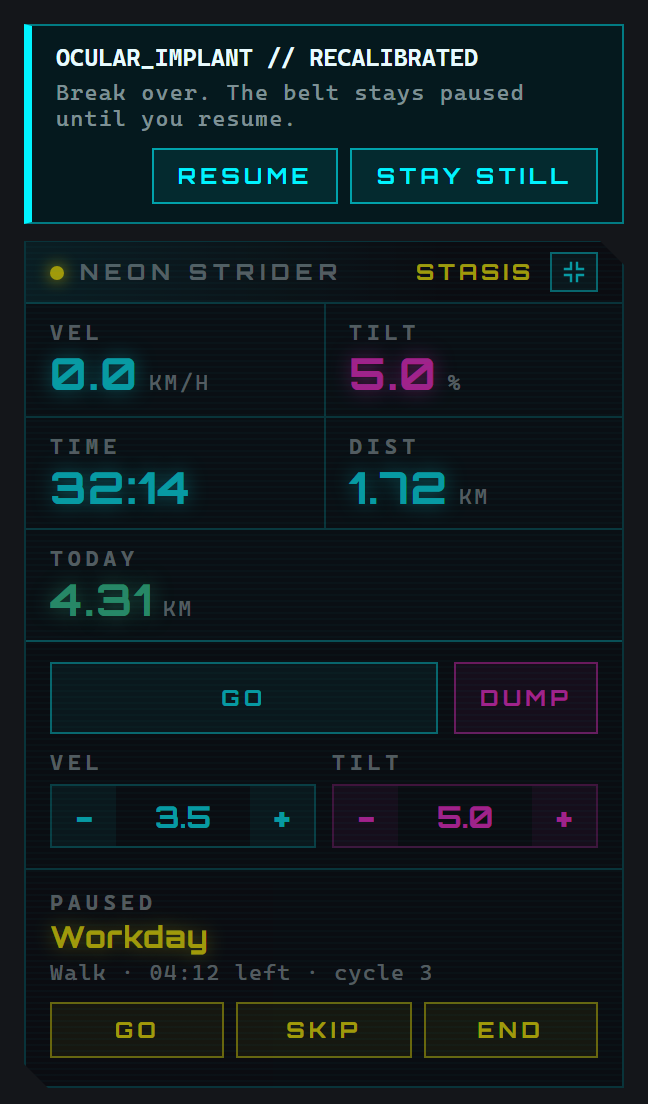 OCULAR_IMPLANT // RECALIBRATED
Break over. The belt stays paused
until you resume.
RESUME STAY STILL
NEON STRIDER STASIS
VEL TILT
0.0 KM/H 5.0 %
TIME DIST
32:14 1.72 KM
TODAY
4.31 KM
GO DUMP
VEL TILT
- 3.5 + - 5.0 +
PAUSED
Workday
Walk · 04:12 left · cycle 3
GO SKIP END